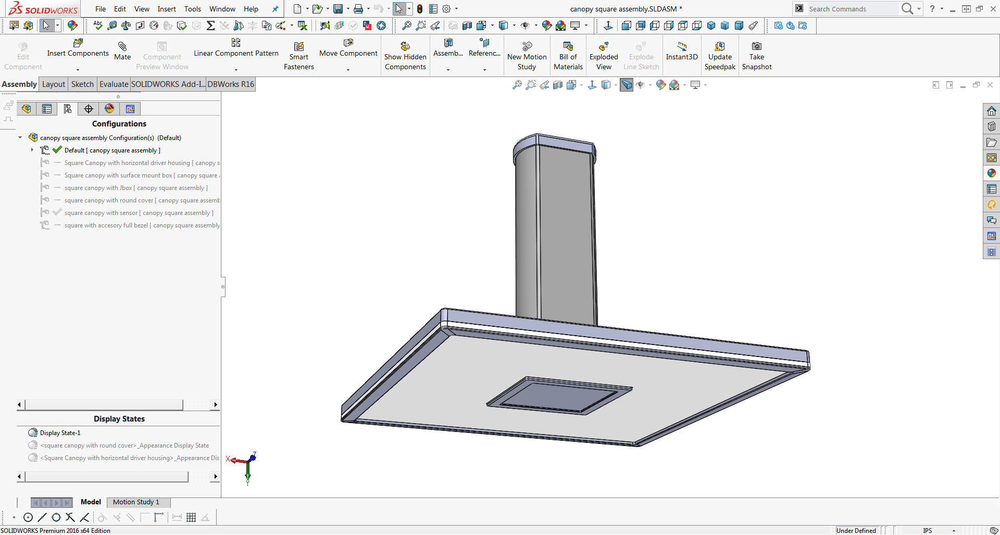 SOLIDWORKS File Edit View Insert Tools Window Help canopy square assembly.SLDASM * Search Commands ?
Edit Component
Insert Components
Mate
Component Preview Window
Linear Component Pattern
Smart Fasteners
Move Component
Show Hidden Components
Assemb...
Referenc...
New Motion Study
Bill of Materials
Exploded View
Explode Line Sketch
Instant3D
Update Speedpak
Take Snapshot
Assembly Layout Sketch Evaluate SOLIDWORKS Add-I... DBWorks R16
Configurations
canopy square assembly Configuration(s) (Default)
Default [ canopy square assembly ]
Square Canopy with horizontal driver housing [ canopy s
Square canopy with surface mount box [ canopy square
square canopy with Jbox [ canopy square assembly ]
square canopy with round cover [ canopy square assemb
square canopy with sensor [ canopy square assembly ]
square with accesory full bezel [ canopy square assembly
Display States
Display State-1
<square canopy with round cover>_Appearance Display State
<Square Canopy with horizontal driver housing>_Appearance Dis
X
Z
Y
Model Motion Study 1
SOLIDWORKS Premium 2016 x64 Edition Under Defined IPS